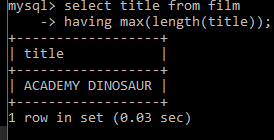 mysql> select title from film
    -> having max(length(title));
+------------------+
| title            |
+------------------+
| ACADEMY DINOSAUR |
+------------------+
1 row in set (0.03 sec)